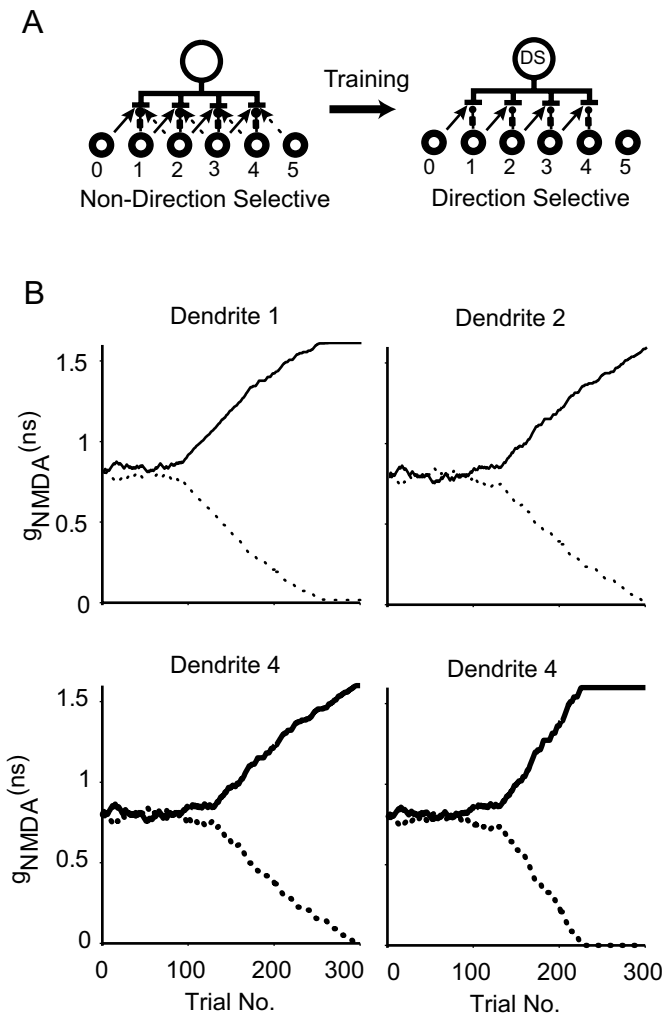 A
Training
DS
0 1 2 3 4 5
0 1 2 3 4 5
Non-Direction Selective
Direction Selective
B
Dendrite 1
Dendrite 2
gNMDA(ns)
1.5
1
0.5
0
Dendrite 4
Dendrite 4
gNMDA(ns)
1.5
1
0.5
0
0 100 200 300
0 100 200 300
Trial No.
Trial No.